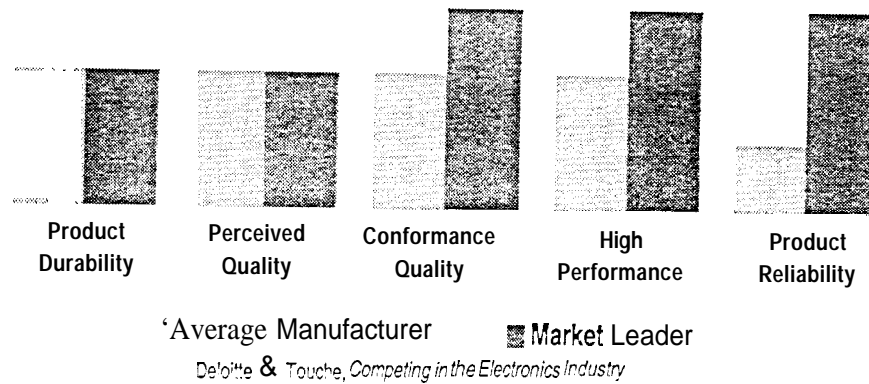 Product Durability
Perceived Quality
Conformance Quality
High Performance
Product Reliability
‘Average Manufacturer
Market Leader
Deloitte & Touche, Competing in the Electronics Industry